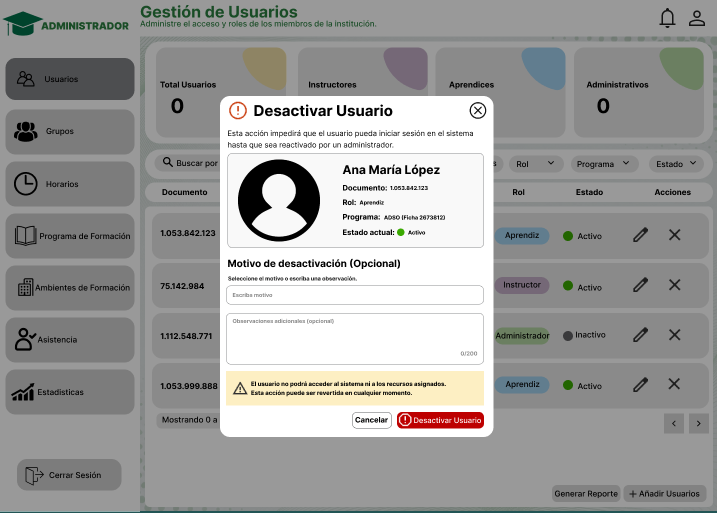 ADMINISTRADOR
Gestión de Usuarios
Administre el acceso y roles de los miembros de la institución.
Usuarios
Grupos
Horarios
Programa de Formación
Ambientes de Formación
Asistencia
Estadisticas
Cerrar Sesión
Total Usuarios
0
Instructores
Aprendices
Administrativos
0
Buscar por
s
Rol
Programa
Estado
Documento
Rol
Estado
Acciones
1.053.842.123
Aprendiz
Activo
75.142.984
Instructor
Activo
1.112.548.771
Administrador
Inactivo
1.053.999.888
Aprendiz
Activo
Mostrando 0 a
Generar Reporte
Añadir Usuarios
Desactivar Usuario
Esta acción impedirá que el usuario pueda iniciar sesión en el sistema
hasta que sea reactivado por un administrador.
Ana María López
Documento: 1.053.842.123
Rol: Aprendiz
Programa: ADSO (Ficha 2673812)
Estado actual: Activo
Motivo de desactivación (Opcional)
Seleccione el motivo o escriba una observación.
Escriba motivo
Observaciones adicionales (opcional)
0/200
El usuario no podrá acceder al sistema ni a los recursos asignados.
Esta acción puede ser revertida en cualquier momento.
Cancelar
Desactivar Usuario